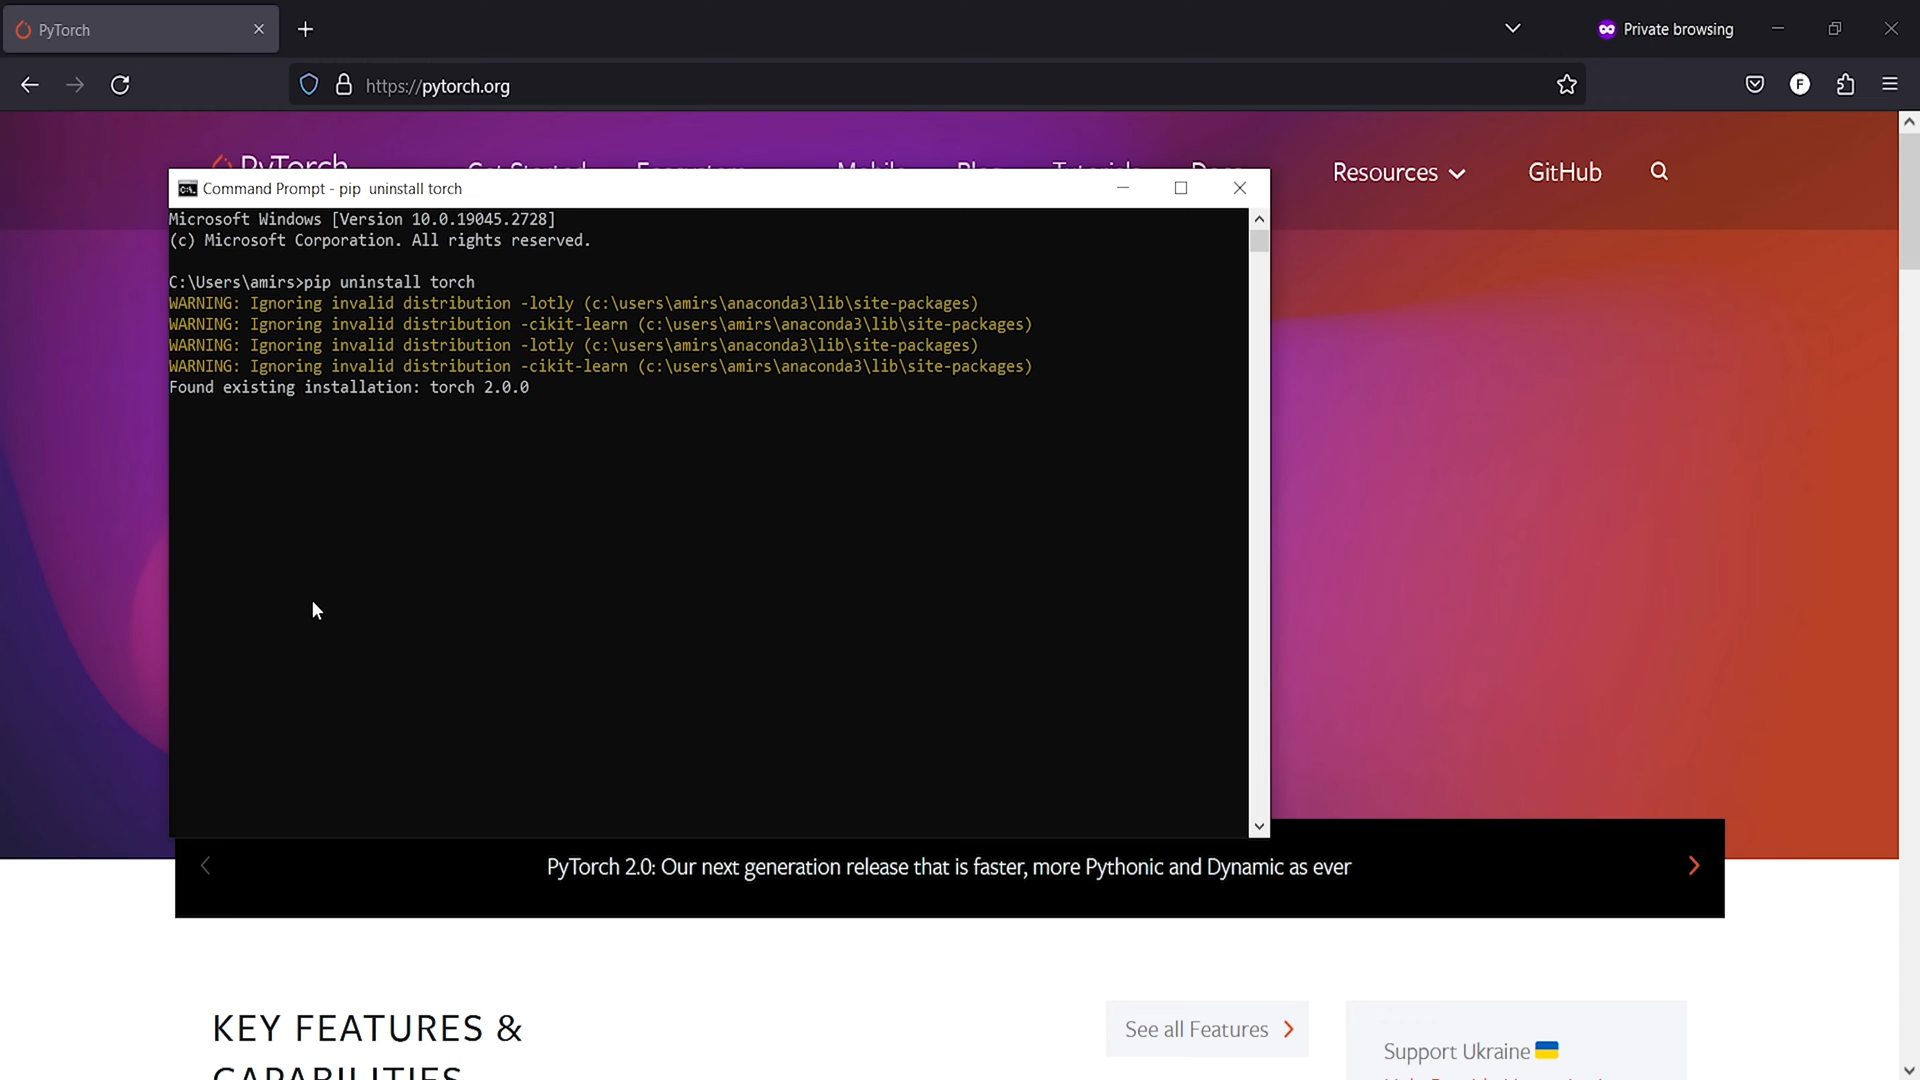 PyTorch
Private browsing
https://pytorch.org
F
PyTorch
Resources
GitHub
Command Prompt - pip  uninstall torch
Microsoft Windows [Version 10.0.19045.2728]
(c) Microsoft Corporation. All rights reserved.
C:\Users\amirs>pip uninstall torch
WARNING: Ignoring invalid distribution -lotly (c:\users\amirs\anaconda3\lib\site-packages)
WARNING: Ignoring invalid distribution -cikit-learn (c:\users\amirs\anaconda3\lib\site-packages)
WARNING: Ignoring invalid distribution -lotly (c:\users\amirs\anaconda3\lib\site-packages)
WARNING: Ignoring invalid distribution -cikit-learn (c:\users\amirs\anaconda3\lib\site-packages)
Found existing installation: torch 2.0.0
PyTorch 2.0: Our next generation release that is faster, more Pythonic and Dynamic as ever
KEY FEATURES &
CAPABILITIES
See all Features
Support Ukraine